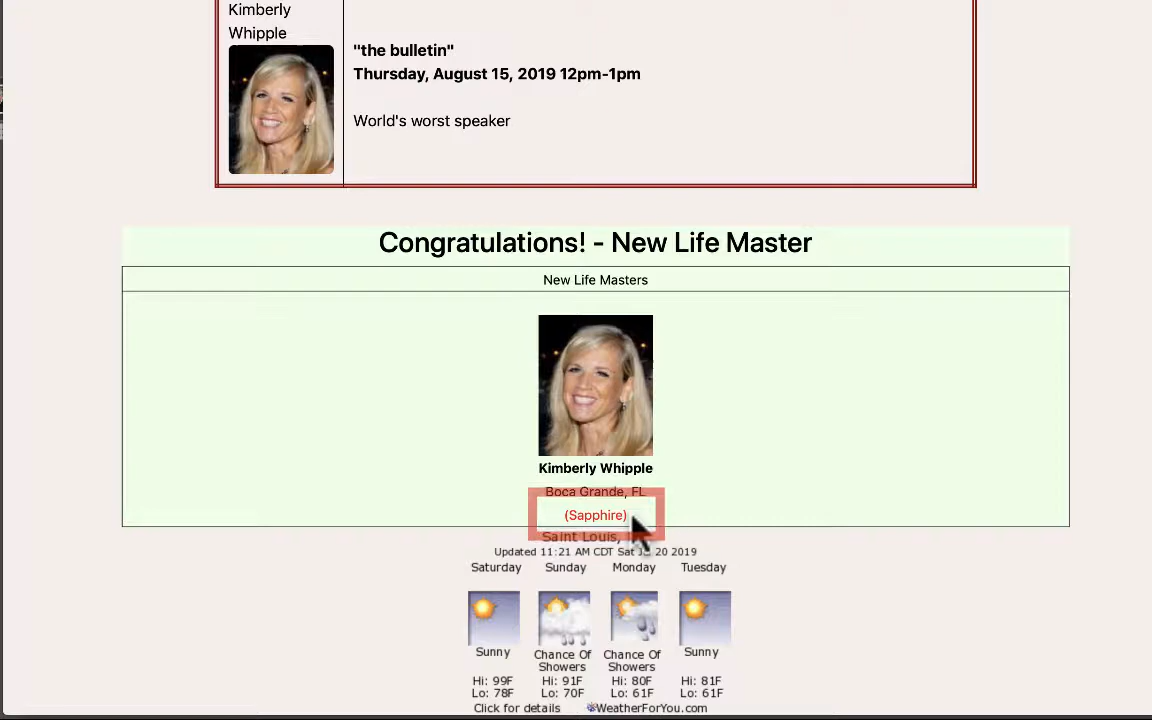 Kimberly
Whipple
"the bulletin"
Thursday, August 15, 2019 12pm-1pm
World's worst speaker
Congratulations! - New Life Master
New Life Masters
Kimberly Whipple
Boca Grande, FL
(Sapphire)
Saint Louis,
Updated 11:21 AM CDT Sat 20 2019
Saturday Sunday Monday Tuesday
Sunny Chance Of Showers Chance Of Showers Sunny
Hi: 99F Hi: 91F Hi: 80F Hi: 81F
Lo: 78F Lo: 70F Lo: 61F Lo: 61F
Click for details WeatherForYou.com